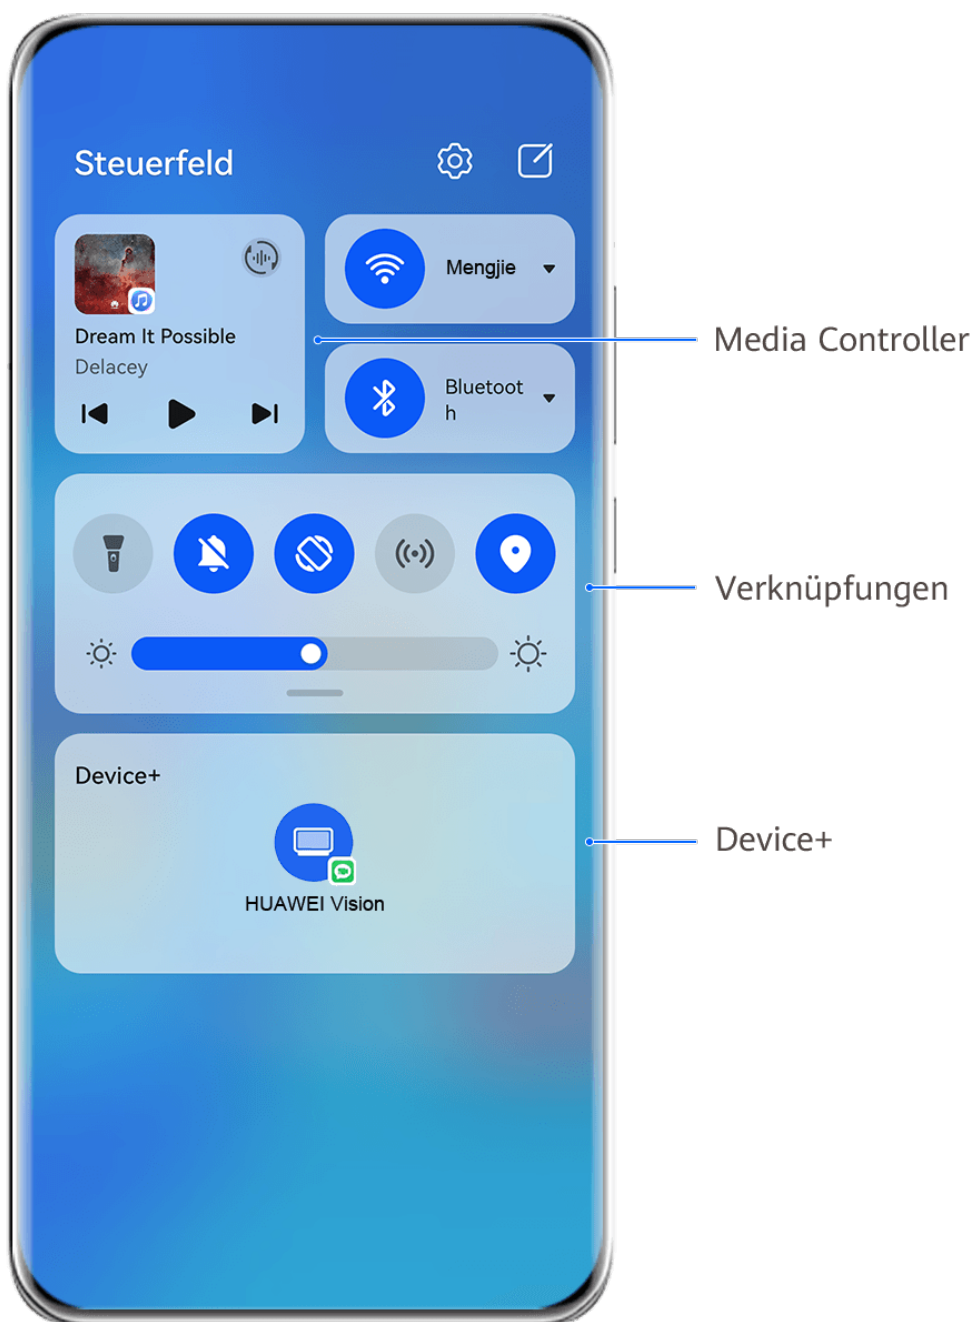 Steuerfeld
Dream It Possible
Delacey
Mengjie
Bluetoot
h
Media Controller
Verknüpfungen
Device+
HUAWEI Vision
Device+